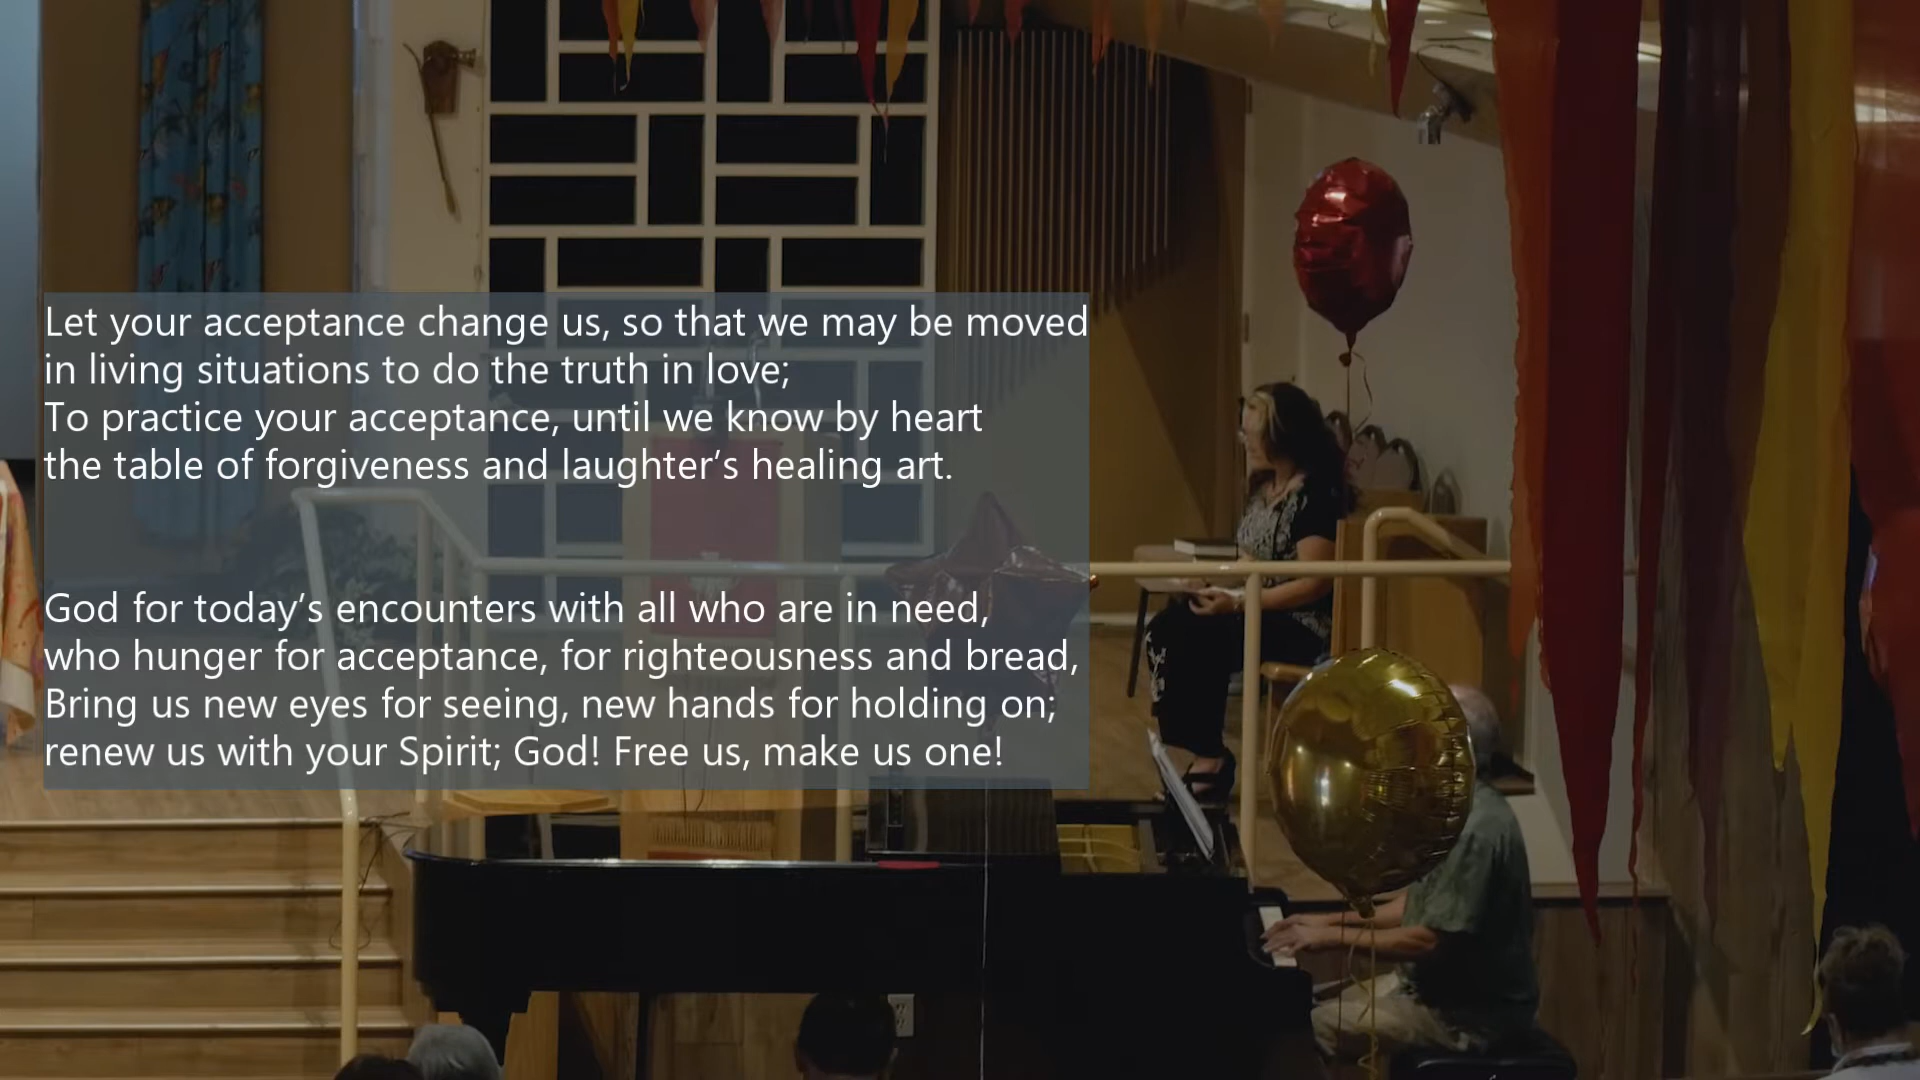 Let your acceptance change us, so that we may be moved
in living situations to do the truth in love;
To practice your acceptance, until we know by heart
the table of forgiveness and laughter’s healing art.
God for today’s encounters with all who are in need,
who hunger for acceptance, for righteousness and bread,
Bring us new eyes for seeing, new hands for holding on;
renew us with your Spirit; God! Free us, make us one!